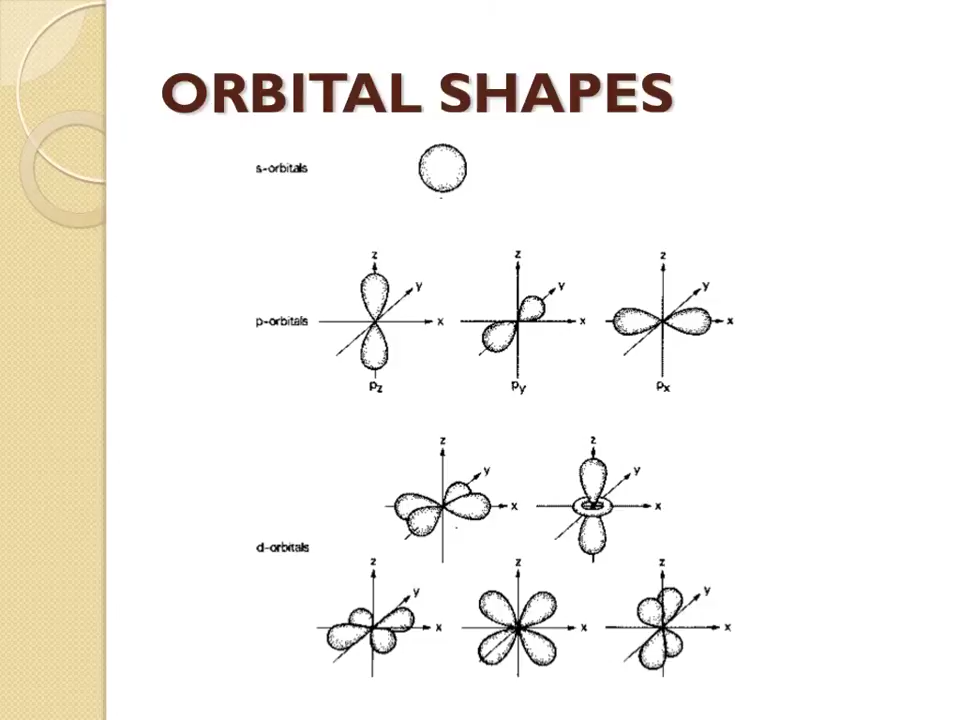 ORBITAL SHAPES
s-orbitals
z
y
x
z
y
x
z
y
x
p-orbitals
pz
py
px
z
y
x
z
y
x
d-orbitals
z
y
x
z
x
z
y
x